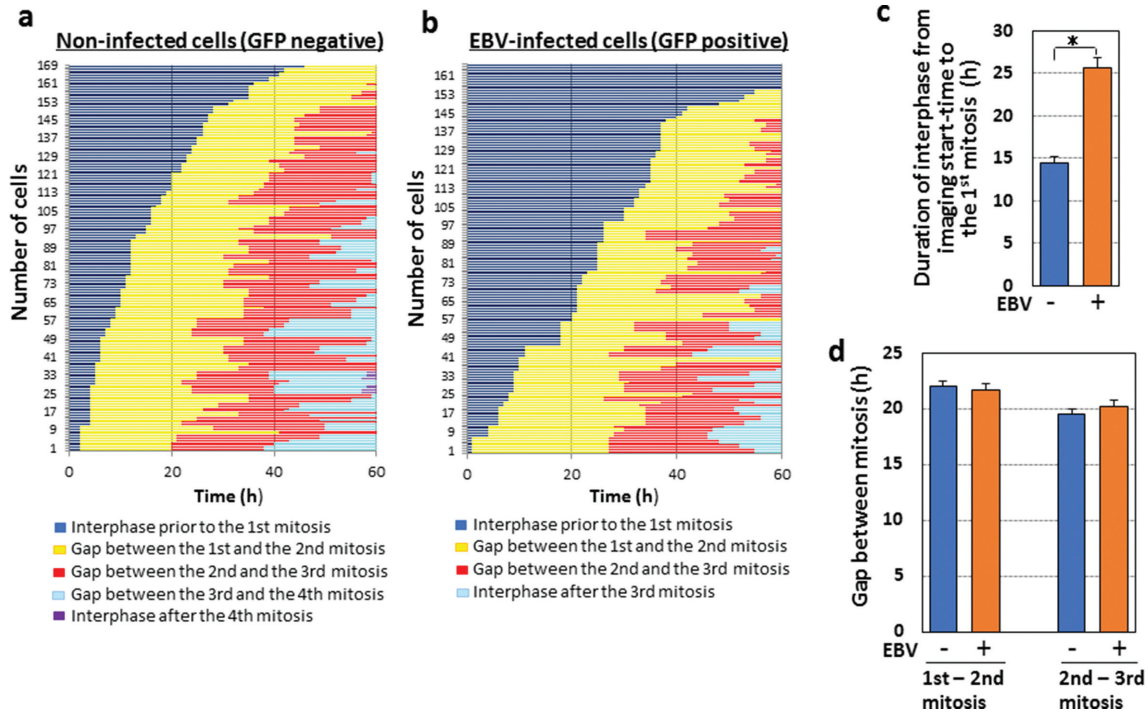 a
Non-infected cells (GFP negative)
Number of cells
169
161
153
145
137
129
121
113
105
97
89
81
73
65
57
49
41
33
25
17
9
1
0
20
40
60
Time (h)
Interphase prior to the 1st mitosis
Gap between the 1st and the 2nd mitosis
Gap between the 2nd and the 3rd mitosis
Gap between the 3rd and the 4th mitosis
Interphase after the 4th mitosis
b
EBV-infected cells (GFP positive)
Number of cells
161
153
145
137
129
121
113
105
97
89
81
73
65
57
49
41
33
25
17
9
1
0
20
40
60
Time (h)
Interphase prior to the 1st mitosis
Gap between the 1st and the 2nd mitosis
Gap between the 2nd and the 3rd mitosis
Interphase after the 3rd mitosis
c
Duration of interphase from
imaging start-time to
the 1st mitosis (h)
30
25
20
15
10
5
0
*
EBV - +
d
Gap between mitosis (h)
25
20
15
10
5
0
EBV - + - +
1st – 2nd
mitosis
2nd – 3rd
mitosis